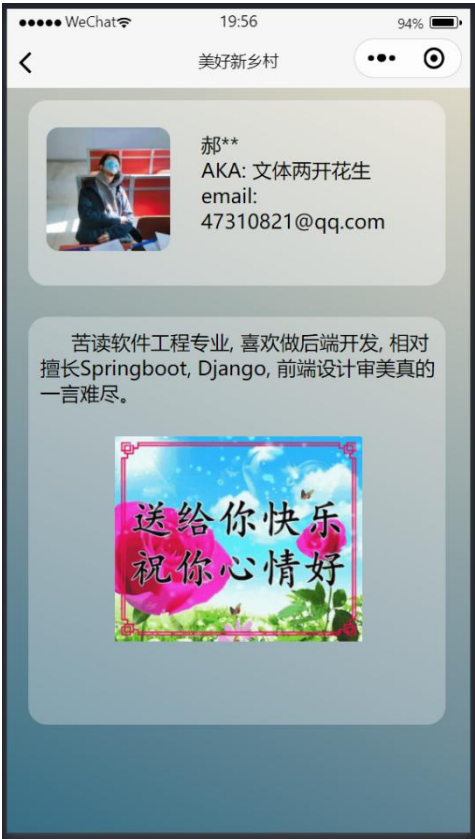 WeChat 19:56 94%
美好新乡村
郝**
AKA: 文体两开花生
email:
47310821@qq.com
苦读软件工程专业, 喜欢做后端开发, 相对
擅长Springboot, Django, 前端设计审美真的
一言难尽。
送给你快乐
祝你心情好